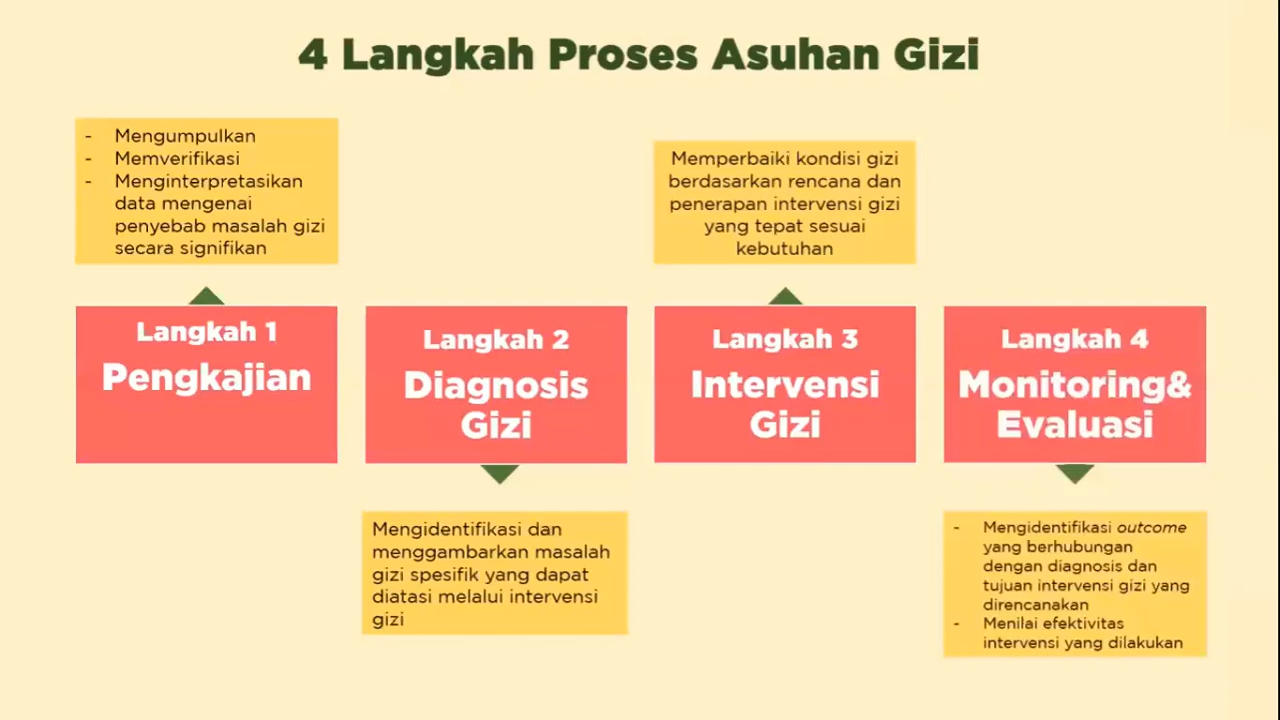 4 Langkah Proses Asuhan Gizi
- Mengumpulkan
- Memverifikasi
- Menginterpretasikan
data mengenai
penyebab masalah gizi
secara signifikan
Langkah 1
Pengkajian
Langkah 2
Diagnosis
Gizi
Mengidentifikasi dan
menggambarkan masalah
gizi spesifik yang dapat
diatasi melalui intervensi
gizi
Memperbaiki kondisi gizi
berdasarkan rencana dan
penerapan intervensi gizi
yang tepat sesuai
kebutuhan
Langkah 3
Intervensi
Gizi
Langkah 4
Monitoring&
Evaluasi
- Mengidentifikasi outcome
yang berhubungan
dengan diagnosis dan
tujuan intervensi gizi yang
direncanakan
- Menilai efektivitas
intervensi yang dilakukan